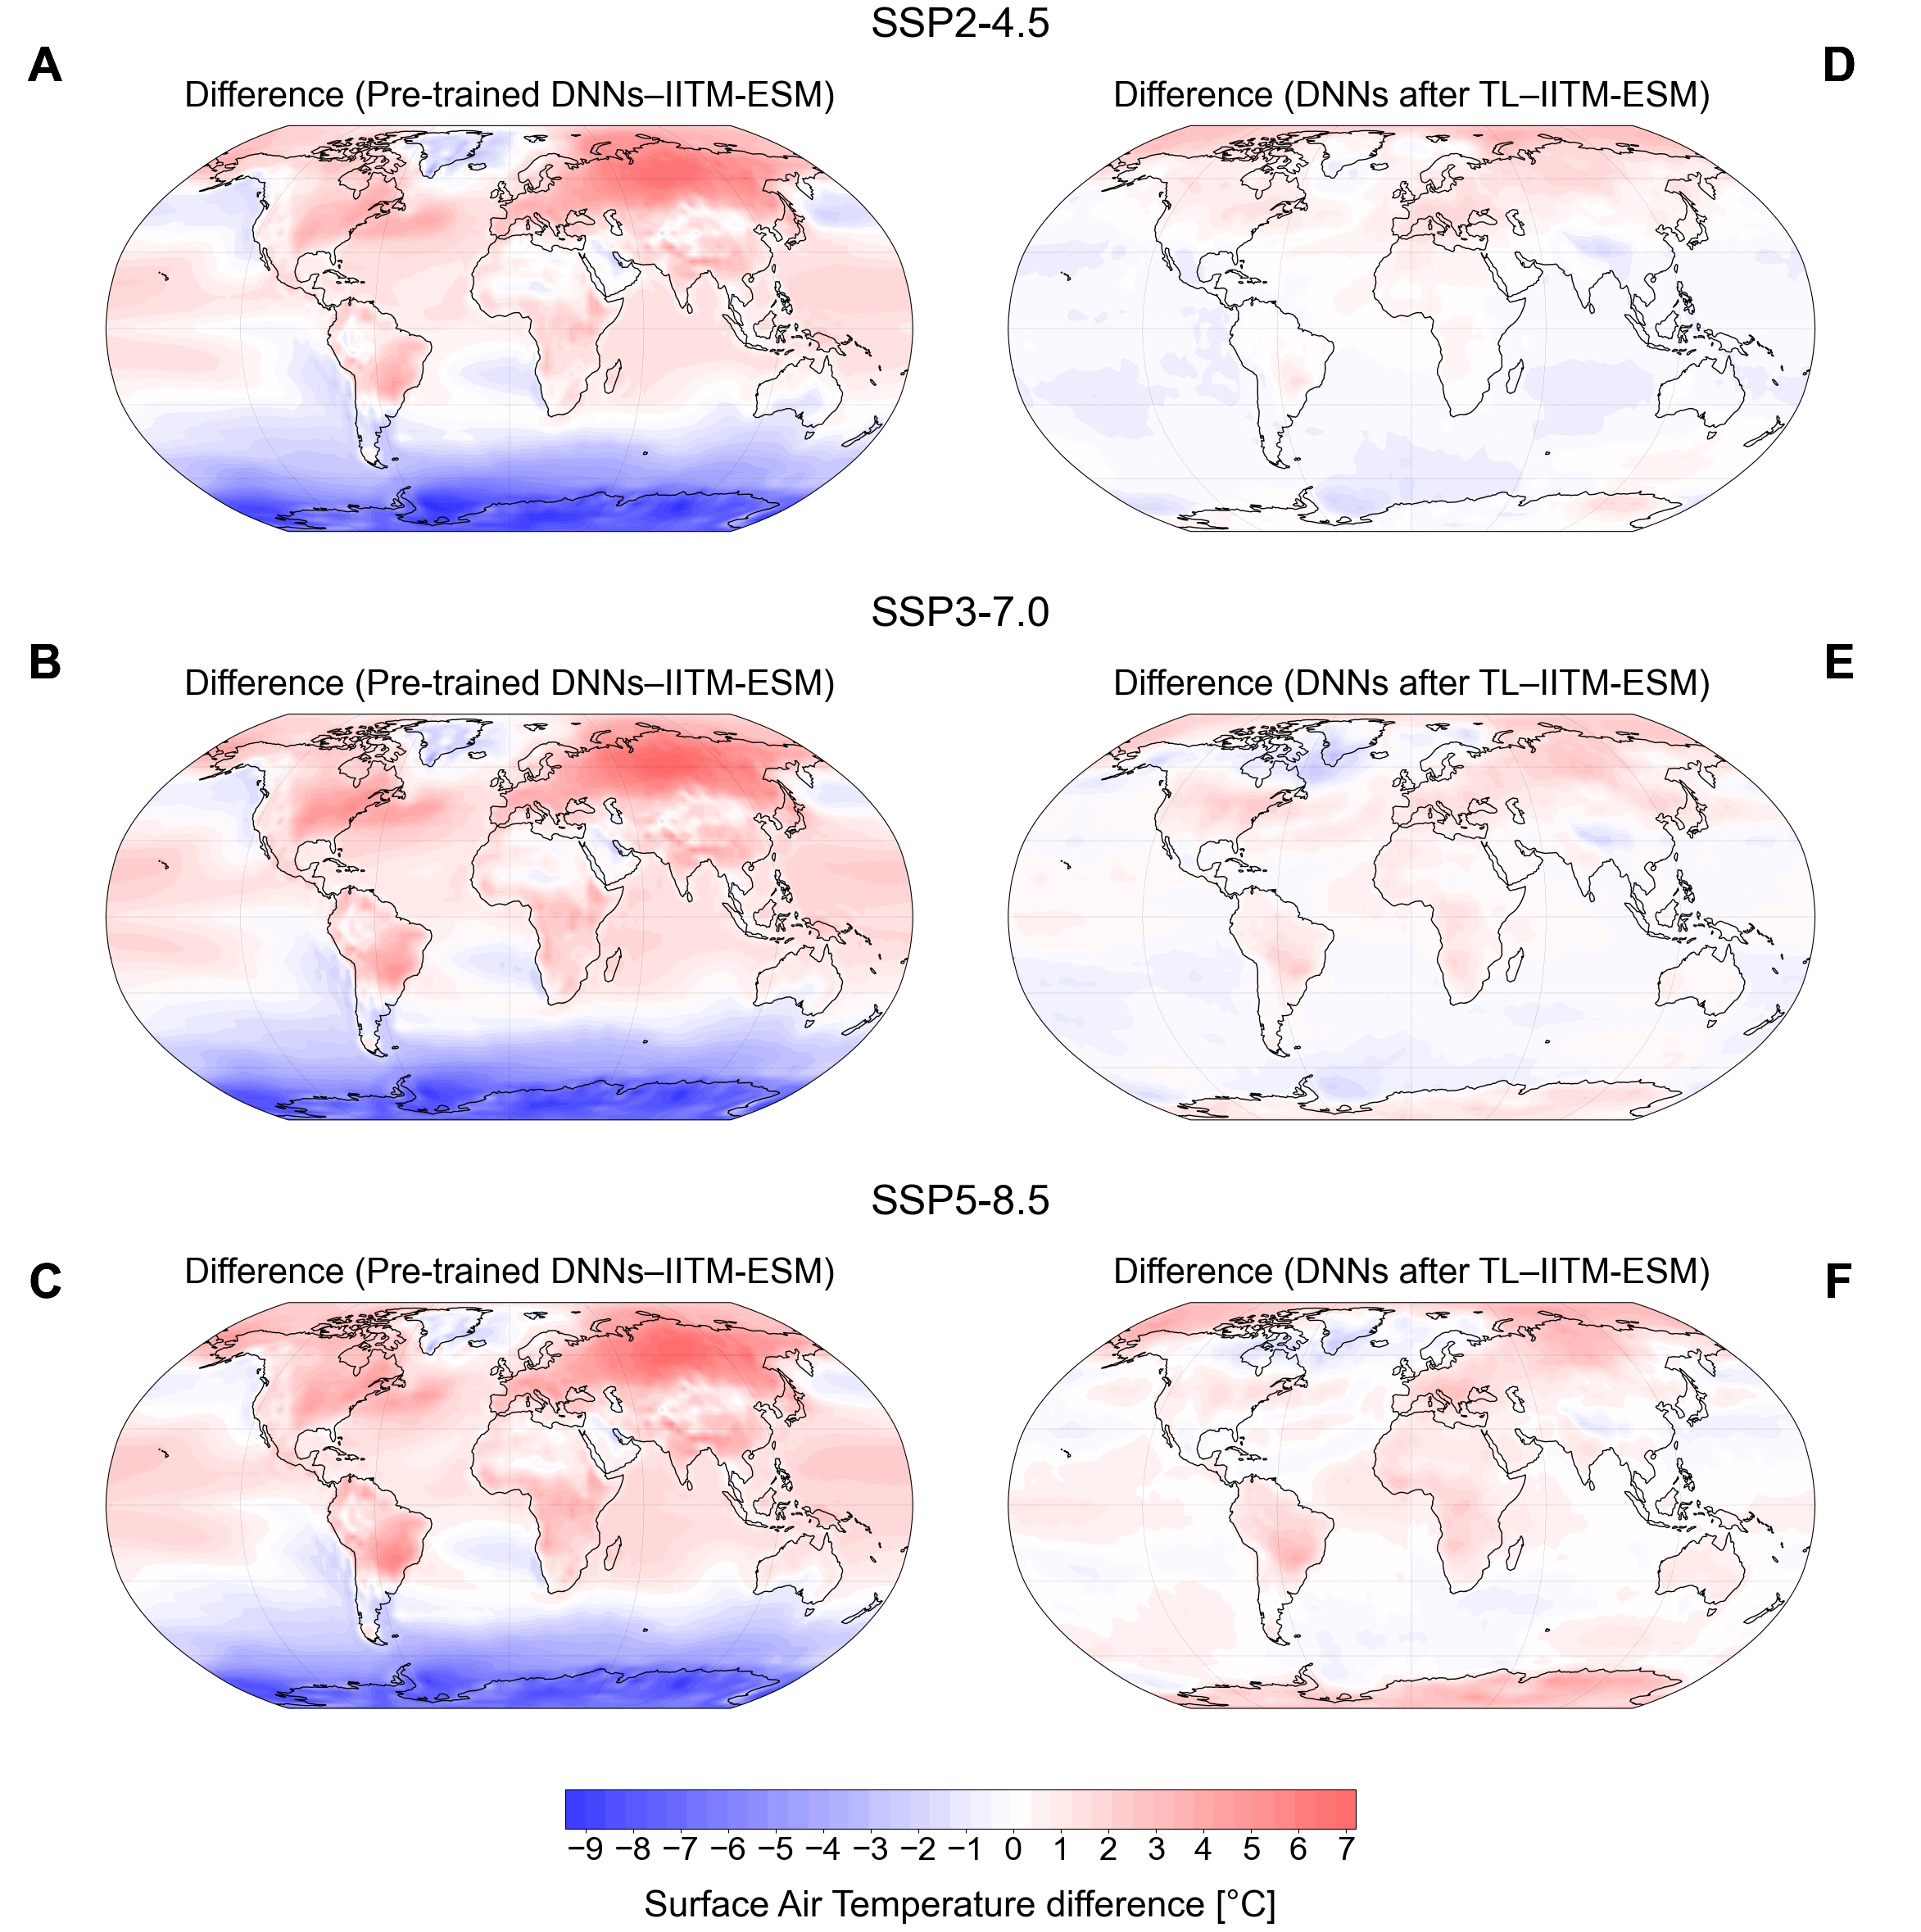 SSP2-4.5
A
D
Difference (Pre-trained DNNs–IITM-ESM)
Difference (DNNs after TL–IITM-ESM)
SSP3-7.0
B
E
Difference (Pre-trained DNNs–IITM-ESM)
Difference (DNNs after TL–IITM-ESM)
SSP5-8.5
C
F
Difference (Pre-trained DNNs–IITM-ESM)
Difference (DNNs after TL–IITM-ESM)
−9 −8 −7 −6 −5 −4 −3 −2 −1 0 1 2 3 4 5 6 7
Surface Air Temperature difference [°C]